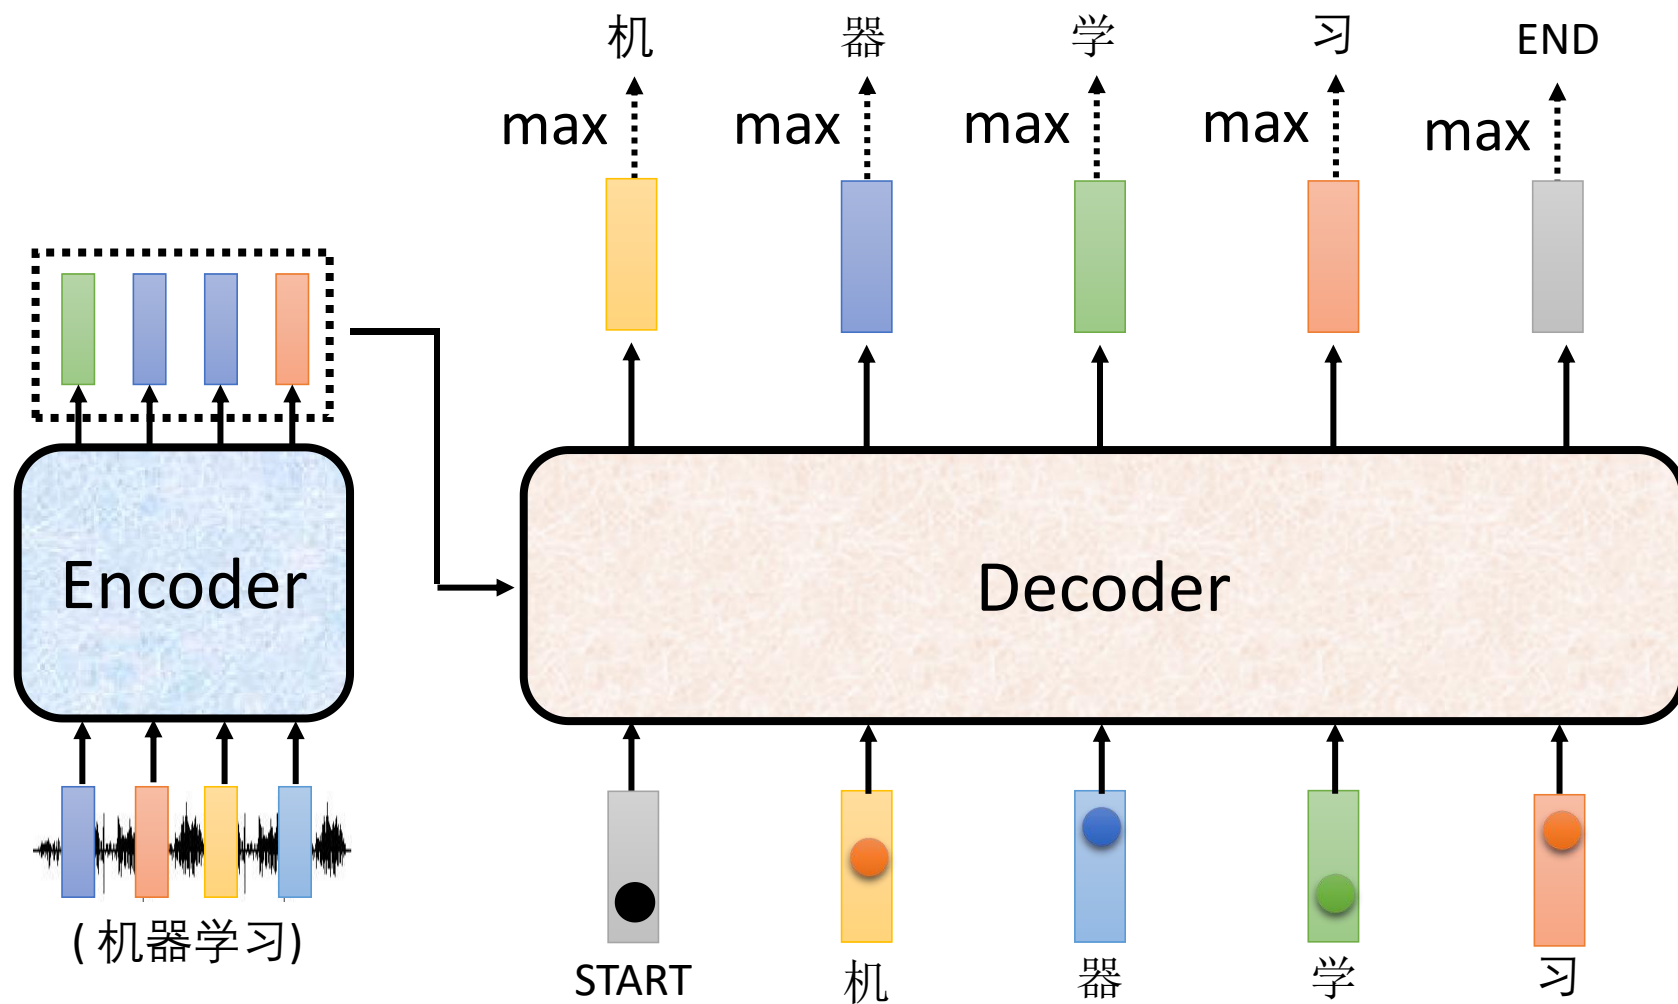 机 器 学 习 END
max max max max max
Encoder
Decoder
( 机器学习)
START 机 器 学 习